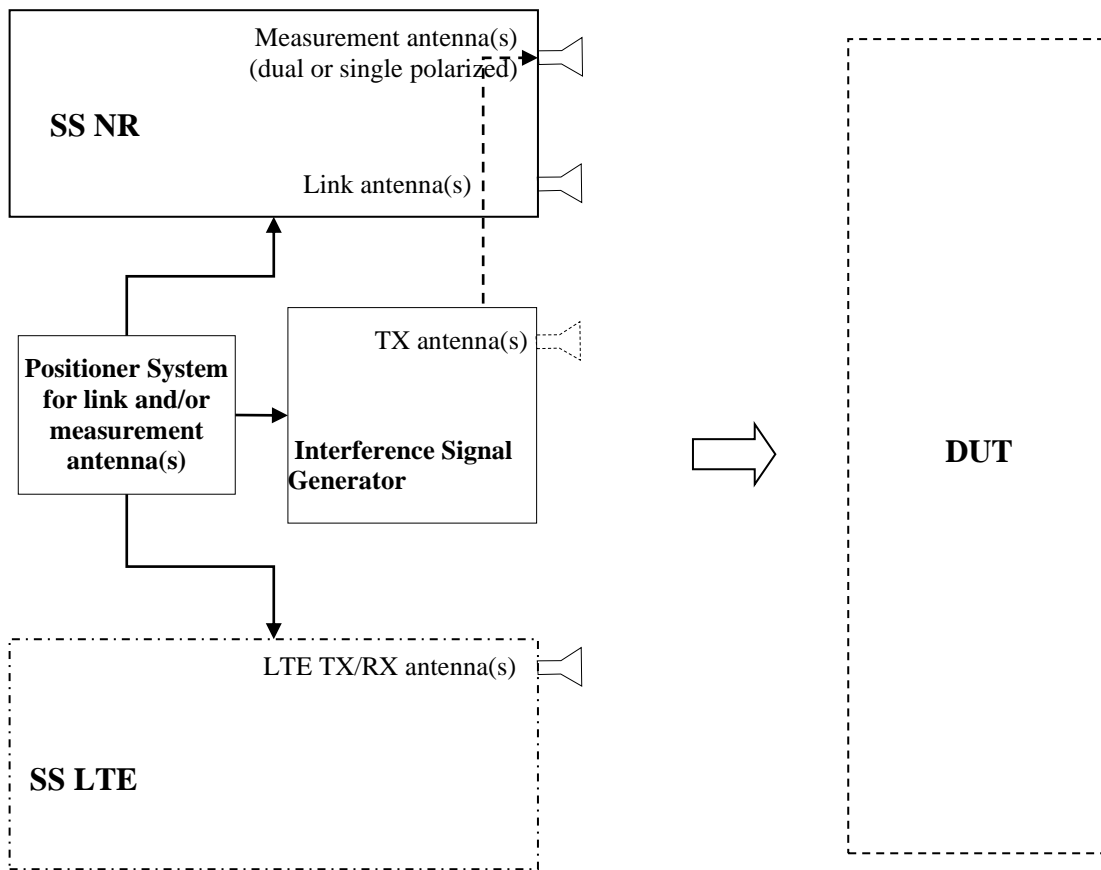 Measurement antenna(s)
(dual or single polarized)
SS NR
Link antenna(s)
TX antenna(s)
Positioner System
for link and/or
measurement
antenna(s)
Interference Signal
Generator
DUT
LTE TX/RX antenna(s)
SS LTE